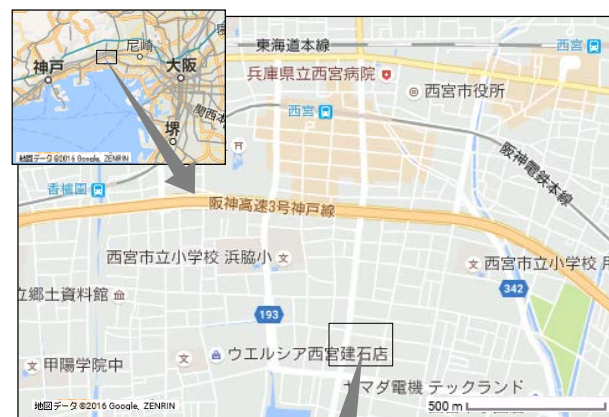 神戸
尼崎
大阪
堺
関西本
地図データ©2016 Google, ZENRIN
東海道本線
西宮
兵庫県立西宮病院
西宮市役所
西宮
阪神電鉄本線
香櫨園
阪神高速3号神戸線
西宮市立小学校 浜脇小
西宮市立小学校
立郷土資料館
342
193
甲陽学院中
ウエルシア西宮建石店
ヤマダ電機 テックランド
地図データ©2016 Google, ZENRIN
500 m